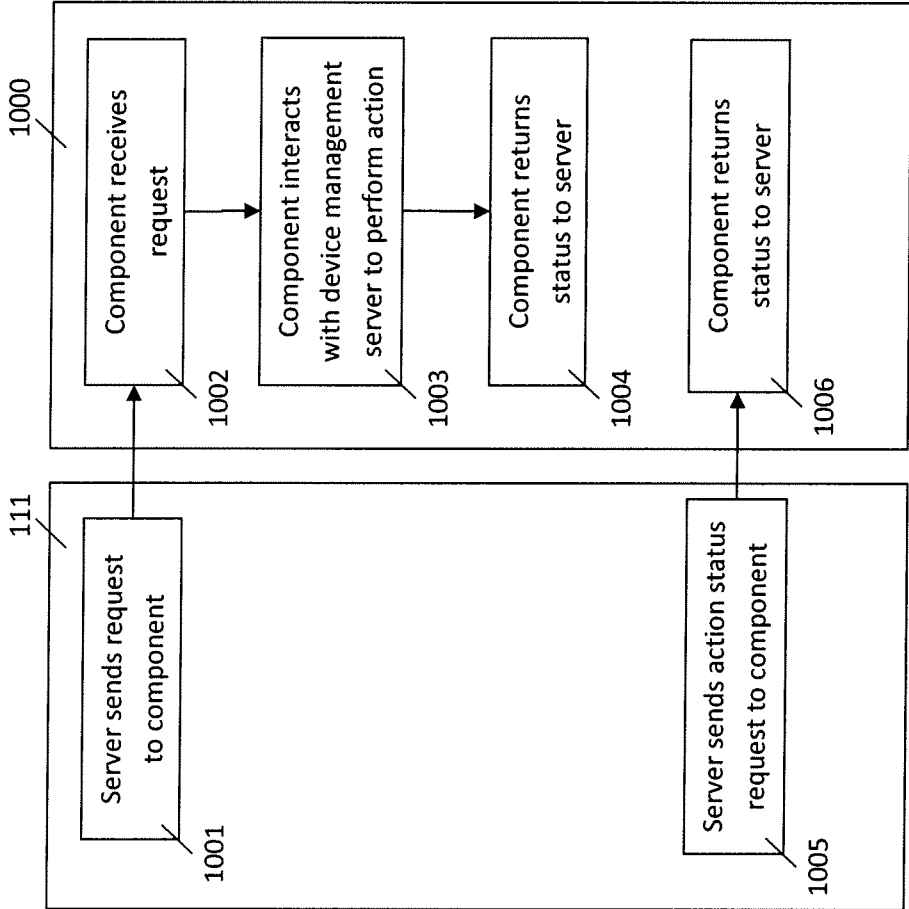 111
1000
Server sends request
to component
1001
Component receives
request
1002
Component interacts
with device management
server to perform action
1003
Component returns
status to server
1004
Server sends action status
request to component
1005
Component returns
status to server
1006